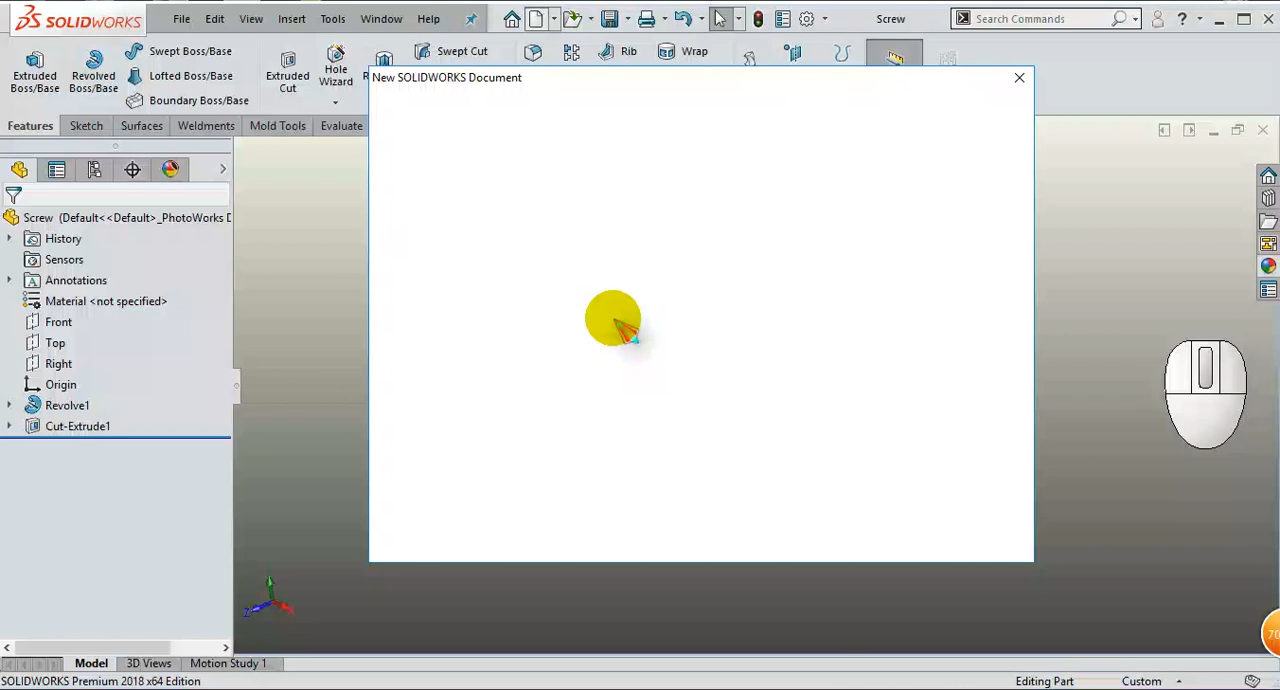 SOLIDWORKS File Edit View Insert Tools Window Help Screw Search Commands ?
Extruded Boss/Base
Revolved Boss/Base
Swept Boss/Base
Lofted Boss/Base
Boundary Boss/Base
Extruded Cut
Hole Wizard
Swept Cut
Rib
Wrap
New SOLIDWORKS Document
Features Sketch Surfaces Weldments Mold Tools Evaluate
Screw (Default<<Default>_PhotoWorks D
History
Sensors
Annotations
Material <not specified>
Front
Top
Right
Origin
Revolve1
Cut-Extrude1
Z
70
Model 3D Views Motion Study 1
SOLIDWORKS Premium 2018 x64 Edition Editing Part Custom